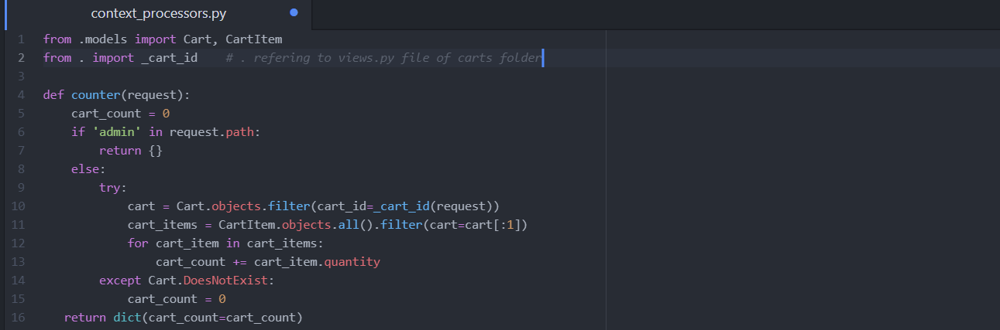 context_processors.py
1 from .models import Cart, CartItem
2 from . import _cart_id    # . refering to views.py file of carts folder
3
4 def counter(request):
5     cart_count = 0
6     if 'admin' in request.path:
7         return {}
8     else:
9         try:
10             cart = Cart.objects.filter(cart_id=_cart_id(request))
11             cart_items = CartItem.objects.all().filter(cart=cart[:1])
12             for cart_item in cart_items:
13                 cart_count += cart_item.quantity
14         except Cart.DoesNotExist:
15             cart_count = 0
16    return dict(cart_count=cart_count)